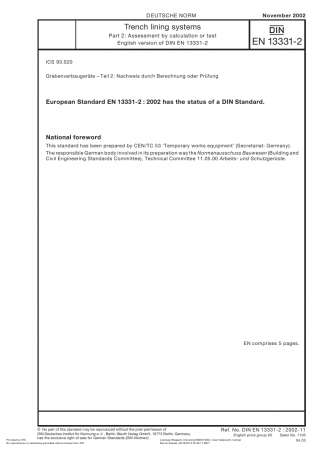 DEUTSCHE NORM
November 2002
Trench lining systems
Part 2: Assessment by calculation or test
English version of DIN EN 13331-2
DIN
EN 13331-2
ICS 93.020
Grabenverbaugeräte – Teil 2: Nachweis durch Berechnung oder Prüfung
European Standard EN 13331-2 : 2002 has the status of a DIN Standard.
National foreword
This standard has been prepared by CEN/TC 53 'Temporary works equipment' (Secretariat: Germany).
The responsible German body involved in its preparation was the Normenausschuss Bauwesen (Building and
Civil Engineering Standards Committee), Technical Committee 11.05.00 Arbeits- und Schutzgerüste.
EN comprises 5 pages.
© No part of this standard may be reproduced without the prior permission of
DIN Deutsches Institut für Normung e.V., Berlin. Beuth Verlag GmbH, 10772 Berlin, Germany,
has the exclusive right of sale for German Standards (DIN-Normen).
Ref. No. DIN EN 13331-2 : 2002-11
English price group 05 Sales No. 1105
04.03